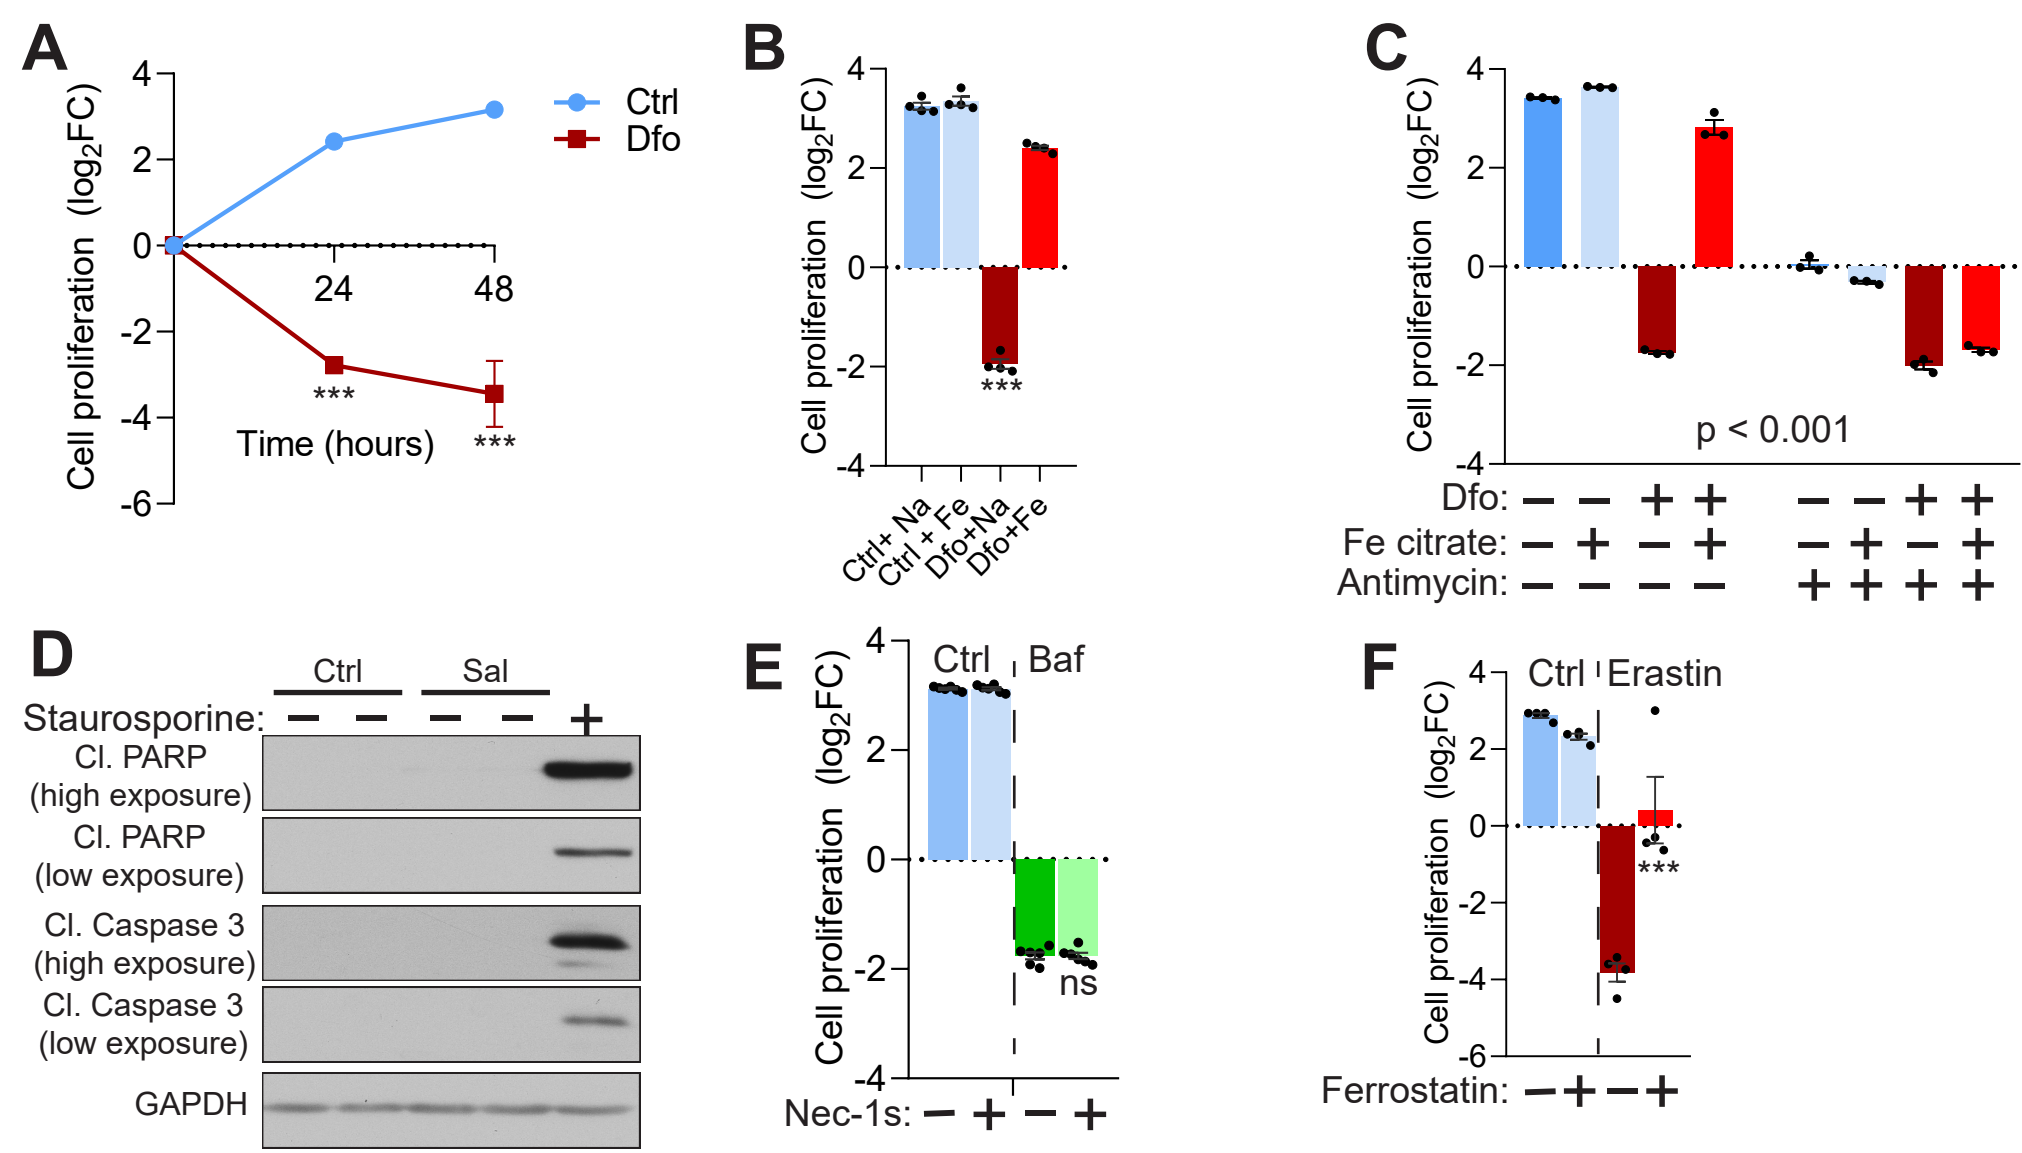 A
Cell proliferation (log2FC)
4
2
0
-2
-4
-6
24
48
***
***
Time (hours)
Ctrl
Dfo
B
Cell proliferation (log2FC)
4
2
0
-2
-4
***
Ctrl+ Na
Ctrl + Fe
Dfo+Na
Dfo+Fe
C
Cell proliferation (log2FC)
4
2
0
-2
-4
p < 0.001
Dfo: – – + + – – + +
Fe citrate: – + – + – + – +
Antimycin: – – – – + + + +
D
Ctrl Sal
Staurosporine: – – – – +
Cl. PARP
(high exposure)
Cl. PARP
(low exposure)
Cl. Caspase 3
(high exposure)
Cl. Caspase 3
(low exposure)
GAPDH
E
Cell proliferation (log2FC)
4
2
0
-2
-4
Ctrl Baf
ns
Nec-1s: – + – +
F
Cell proliferation (log2FC)
4
2
0
-2
-4
-6
Ctrl Erastin
***
Ferrostatin: – + – +